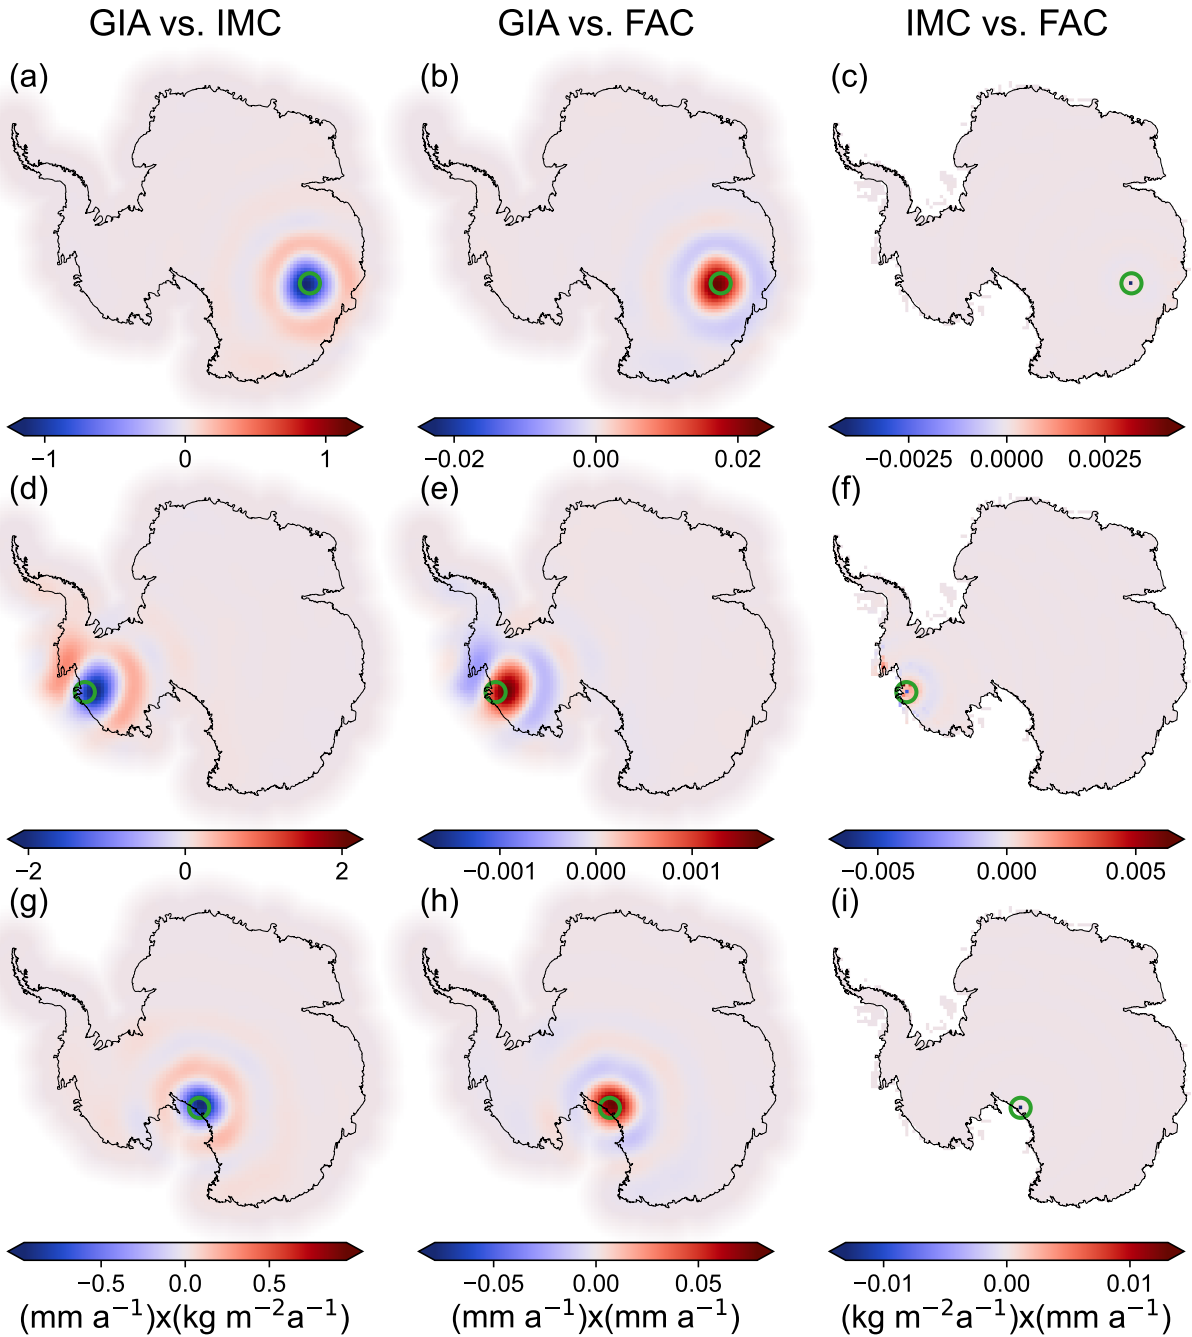 GIA vs. IMC GIA vs. FAC IMC vs. FAC
(a) (b) (c)
−1 0 1 −0.02 0.00 0.02 −0.0025 0.0000 0.0025
(d) (e) (f)
−2 0 2 −0.001 0.000 0.001 −0.005 0.000 0.005
(g) (h) (i)
−0.5 0.0 0.5 −0.05 0.00 0.05 −0.01 0.00 0.01
(mm a⁻¹)x(kg m⁻²a⁻¹) (mm a⁻¹)x(mm a⁻¹) (kg m⁻²a⁻¹)x(mm a⁻¹)